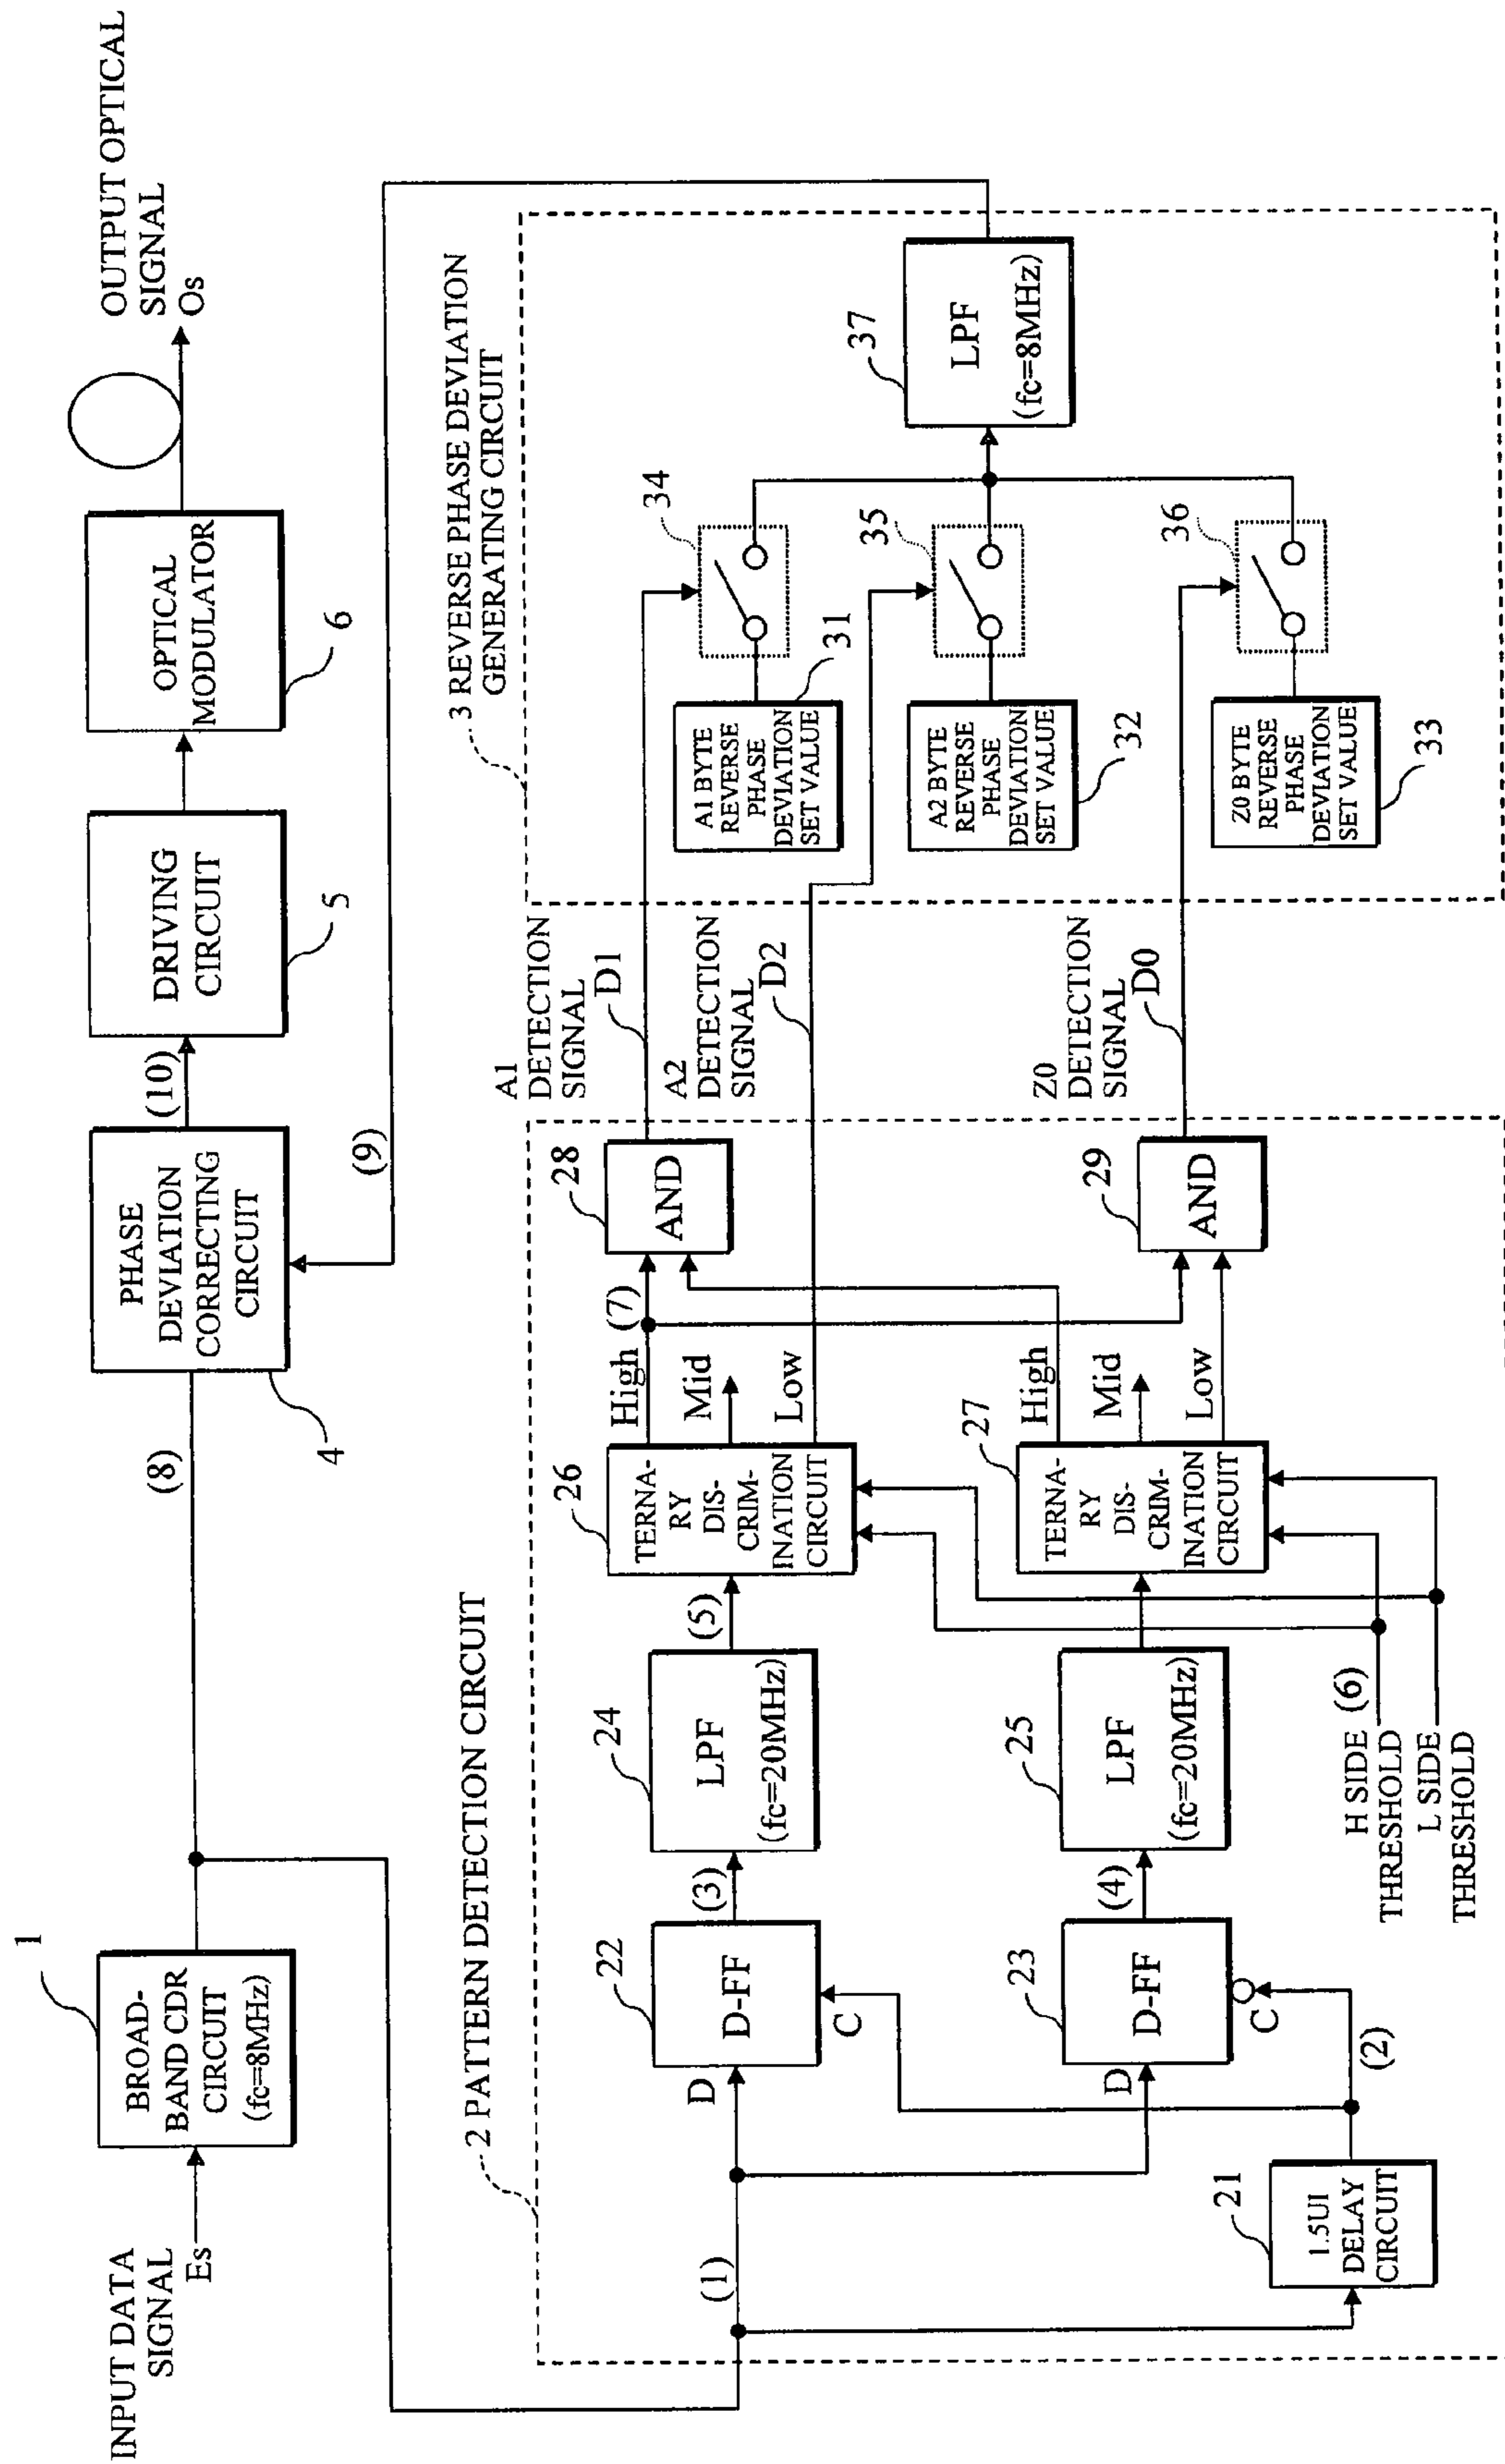 INPUT DATA
SIGNAL
Es
1
BROAD-
BAND CDR
CIRCUIT
(fc=8MHz)
(8)
4
PHASE
DEVIATION
CORRECTING
CIRCUIT
(10)
(9)
DRIVING
CIRCUIT
5
OPTICAL
MODULATOR
6
OUTPUT OPTICAL
SIGNAL
Os
2 PATTERN DETECTION CIRCUIT
(1)
21
1.5UI
DELAY
CIRCUIT
(2)
D
22
D-FF
C
D
23
D-FF
C
(3)
(4)
24
LPF
(fc=20MHz)
25
LPF
(fc=20MHz)
(5)
H SIDE (6)
THRESHOLD
L SIDE
THRESHOLD
26
TERNA-
RY DIS-
CRIM-
INATION
CIRCUIT
27
TERNA-
RY DIS-
CRIM-
INATION
CIRCUIT
High
Mid
Low
High
Mid
Low
(7)
28
AND
29
AND
A1
DETECTION
SIGNAL
D1
A2
DETECTION
SIGNAL
D2
Z0
DETECTION
SIGNAL
D0
3 REVERSE PHASE DEVIATION
GENERATING CIRCUIT
A1 BYTE
REVERSE
PHASE
DEVIATION
SET VALUE
31
A2 BYTE
REVERSE
PHASE
DEVIATION
SET VALUE
32
Z0 BYTE
REVERSE
PHASE
DEVIATION
SET VALUE
33
34
35
36
37
LPF
(fc=8MHz)